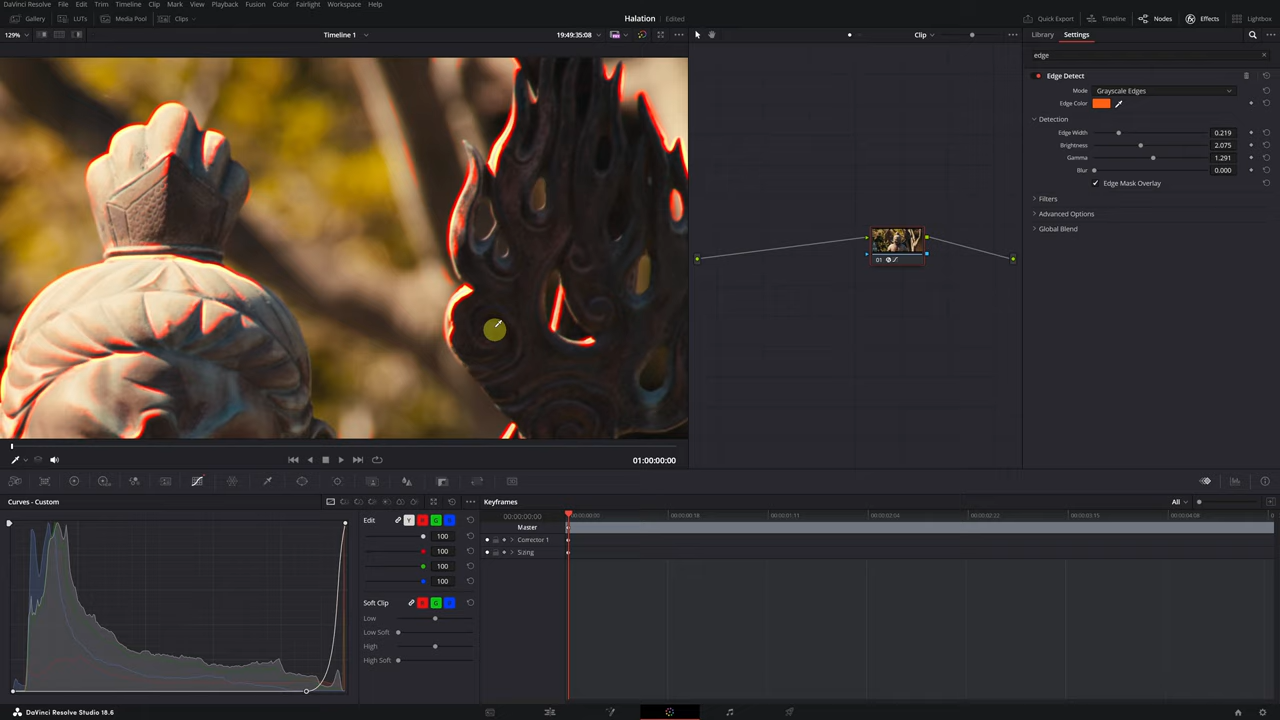 DaVinci Resolve File Edit Trim Timeline Clip Mark View Playback Fusion Color Fairlight Workspace Help
Gallery LUTs Media Pool Clips Halation Edited Quick Export Timeline Nodes Effects Lightbox
129% Timeline 1 19:49:35:08 Clip Library Settings
edge
Edge Detect
Mode Grayscale Edges
Edge Color
Detection
Edge Width 0.219
Brightness 2.075
Gamma 1.291
Blur 0.000
Edge Mask Overlay
Filters
Advanced Options
Global Blend
01
01:00:00:00
Curves - Custom Keyframes All
Edit Y
100
100
100
100
Soft Clip
Low
Low Soft
High
High Soft
00:00:00:00 00:00:00:00 00:00:00:18 00:00:01:11 00:00:02:04 00:00:02:22 00:00:03:15 00:00:04:08
Master
Corrector 1
Sizing
DaVinci Resolve Studio 18.6